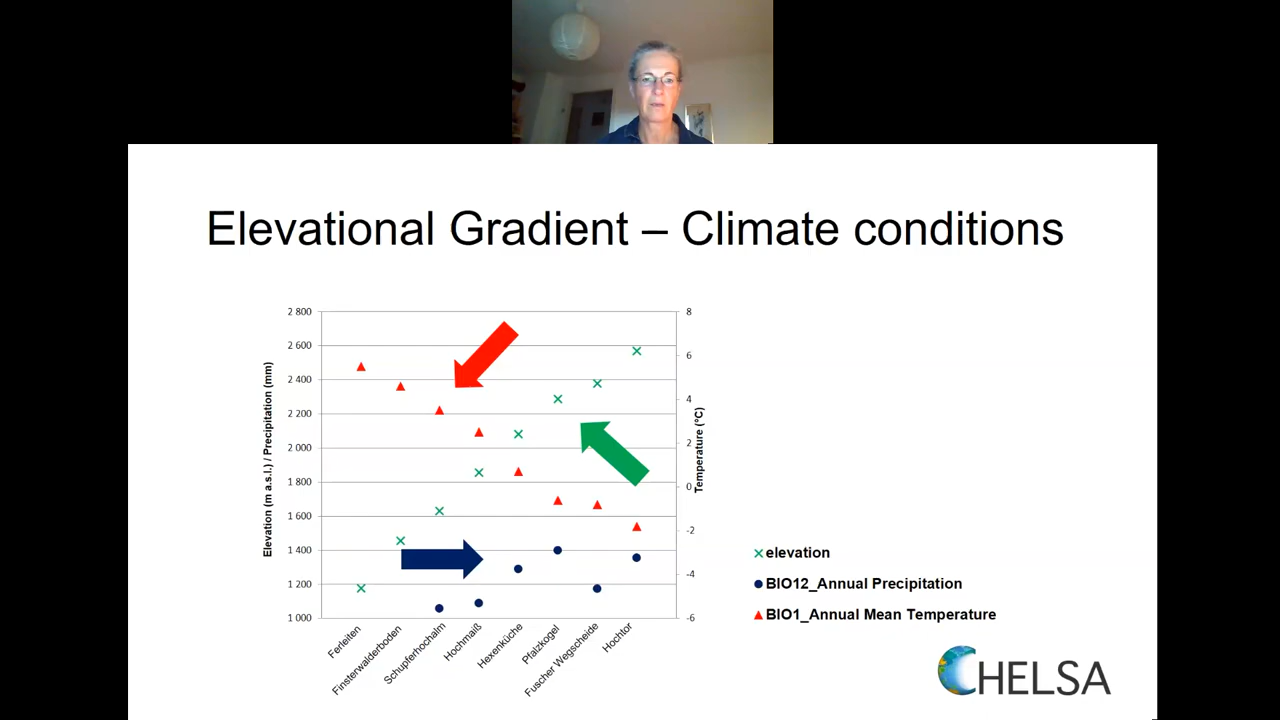 Elevational Gradient – Climate conditions
2 800
2 600
2 400
2 200
2 000
1 800
1 600
1 400
1 200
1 000
Elevation (m a.s.l.) / Precipitation (mm)
8
6
4
2
0
-2
-4
-6
Temperature (°C)
Ferleiten
Finsterwalderboden
Schupferhochalm
Hochmaiß
Hexenküche
Pfalzkogel
Fuscher Wegscheide
Hochtor
elevation
BIO12_Annual Precipitation
BIO1_Annual Mean Temperature
CHELSA